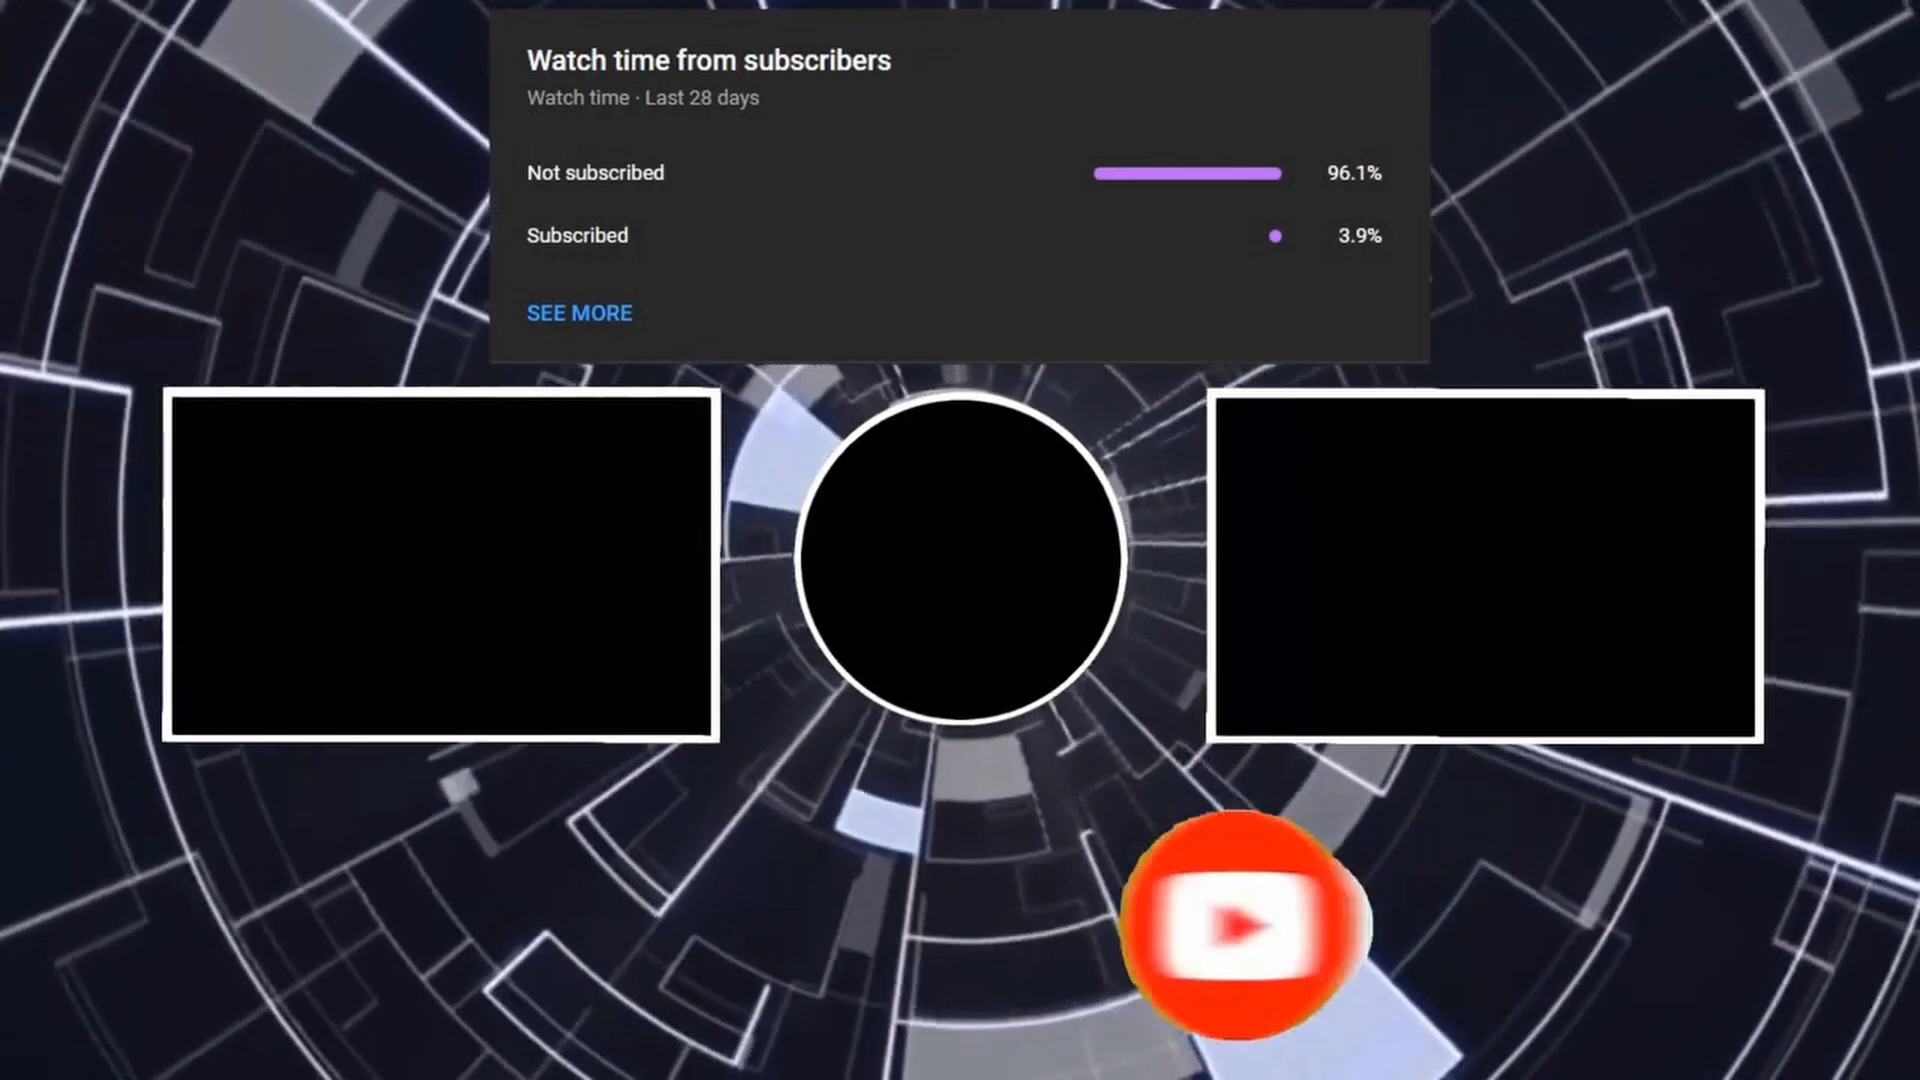 Watch time from subscribers
Watch time · Last 28 days
Not subscribed 96.1%
Subscribed 3.9%
SEE MORE